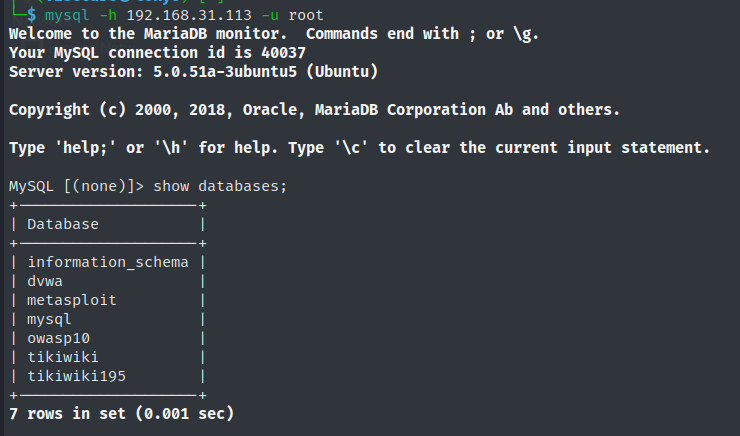 $ mysql -h 192.168.31.113 -u root
Welcome to the MariaDB monitor.  Commands end with ; or \g.
Your MySQL connection id is 40037
Server version: 5.0.51a-3ubuntu5 (Ubuntu)

Copyright (c) 2000, 2018, Oracle, MariaDB Corporation Ab and others.

Type 'help;' or '\h' for help. Type '\c' to clear the current input statement.

MySQL [(none)]> show databases;
+--------------------+
| Database           |
+--------------------+
| information_schema |
| dvwa               |
| metasploit         |
| mysql              |
| owasp10            |
| tikiwiki           |
| tikiwiki195        |
+--------------------+
7 rows in set (0.001 sec)